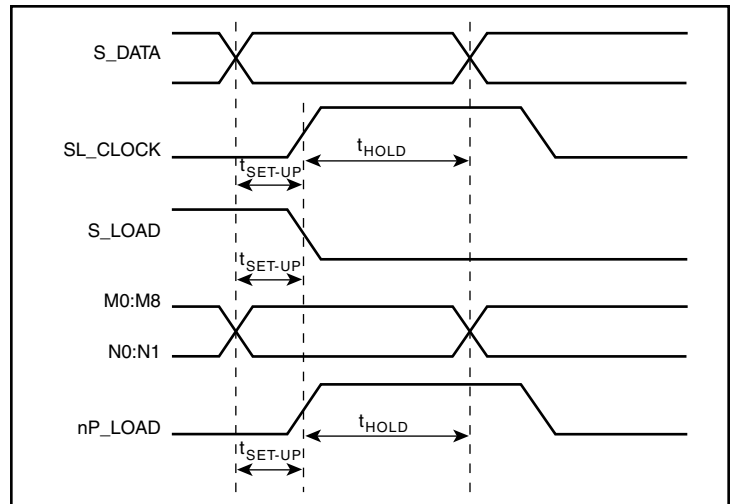 S_DATA
SL_CLOCK
tHOLD
tSET-UP
S_LOAD
tSET-UP
M0:M8
N0:N1
nP_LOAD
tHOLD
tSET-UP